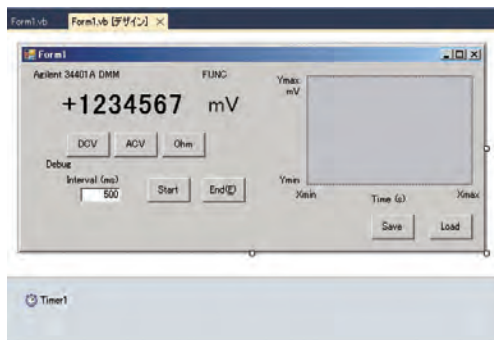 Form1.vb Form1.vb [デザイン] ×
Form1
Agilent 34401A DMM FUNC
+1234567 mV
DCV ACV Ohm
Debug
Interval (ms)
500
Start End(E)
Ymax
mV
Ymin
Xmin Time (s) Xmax
Save Load
Timer1